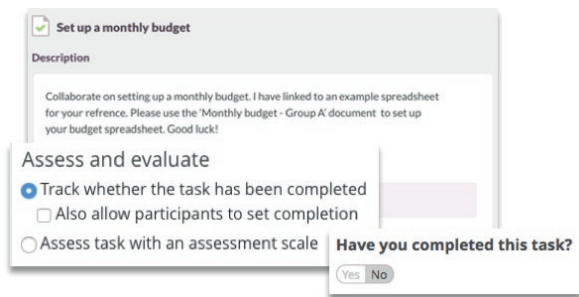 Set up a monthly budget
Description
Collaborate on setting up a monthly budget. I have linked to an example spreadsheet
for your refrence. Please use the 'Monthly budget - Group A' document to set up
your budget spreadsheet. Good luck!
Assess and evaluate
Track whether the task has been completed
Also allow participants to set completion
Assess task with an assessment scale
Have you completed this task?
Yes No